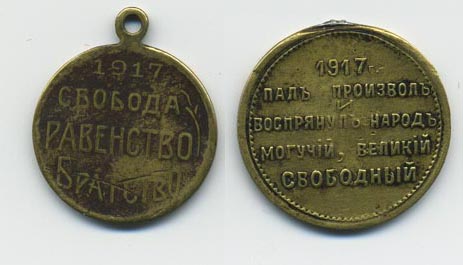 1917
СВОБОДА
РАВЕНСТВО
БРАТСТВО
1917
ПАЛЪ ПРОИЗВОЛЪ
И
ВОСПРЯНУЛЪ НАРОДЪ
МОГУЧІЙ, ВЕЛИКІЙ
СВОБОДНЫЙ